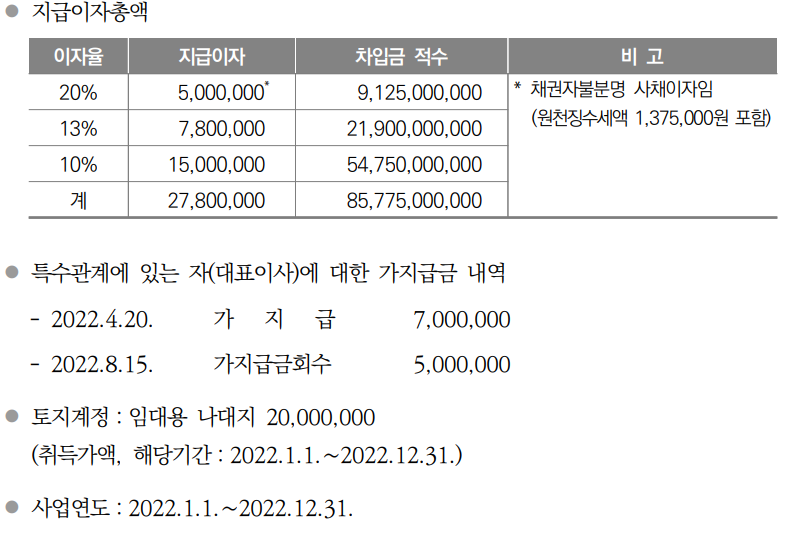 ● 지급이자총액
이자율 지급이자 차입금 적수 비 고
20% 5,000,000* 9,125,000,000 * 채권자불분명 사채이자임
(원천징수세액 1,375,000원 포함)
13% 7,800,000 21,900,000,000
10% 15,000,000 54,750,000,000
계 27,800,000 85,775,000,000
● 특수관계에 있는 자(대표이사)에 대한 가지급금 내역
- 2022.4.20. 가 지 급 7,000,000
- 2022.8.15. 가지급금회수 5,000,000
● 토지계정 : 임대용 나대지 20,000,000
(취득가액, 해당기간 : 2022.1.1.~2022.12.31.)
● 사업연도 : 2022.1.1.~2022.12.31.